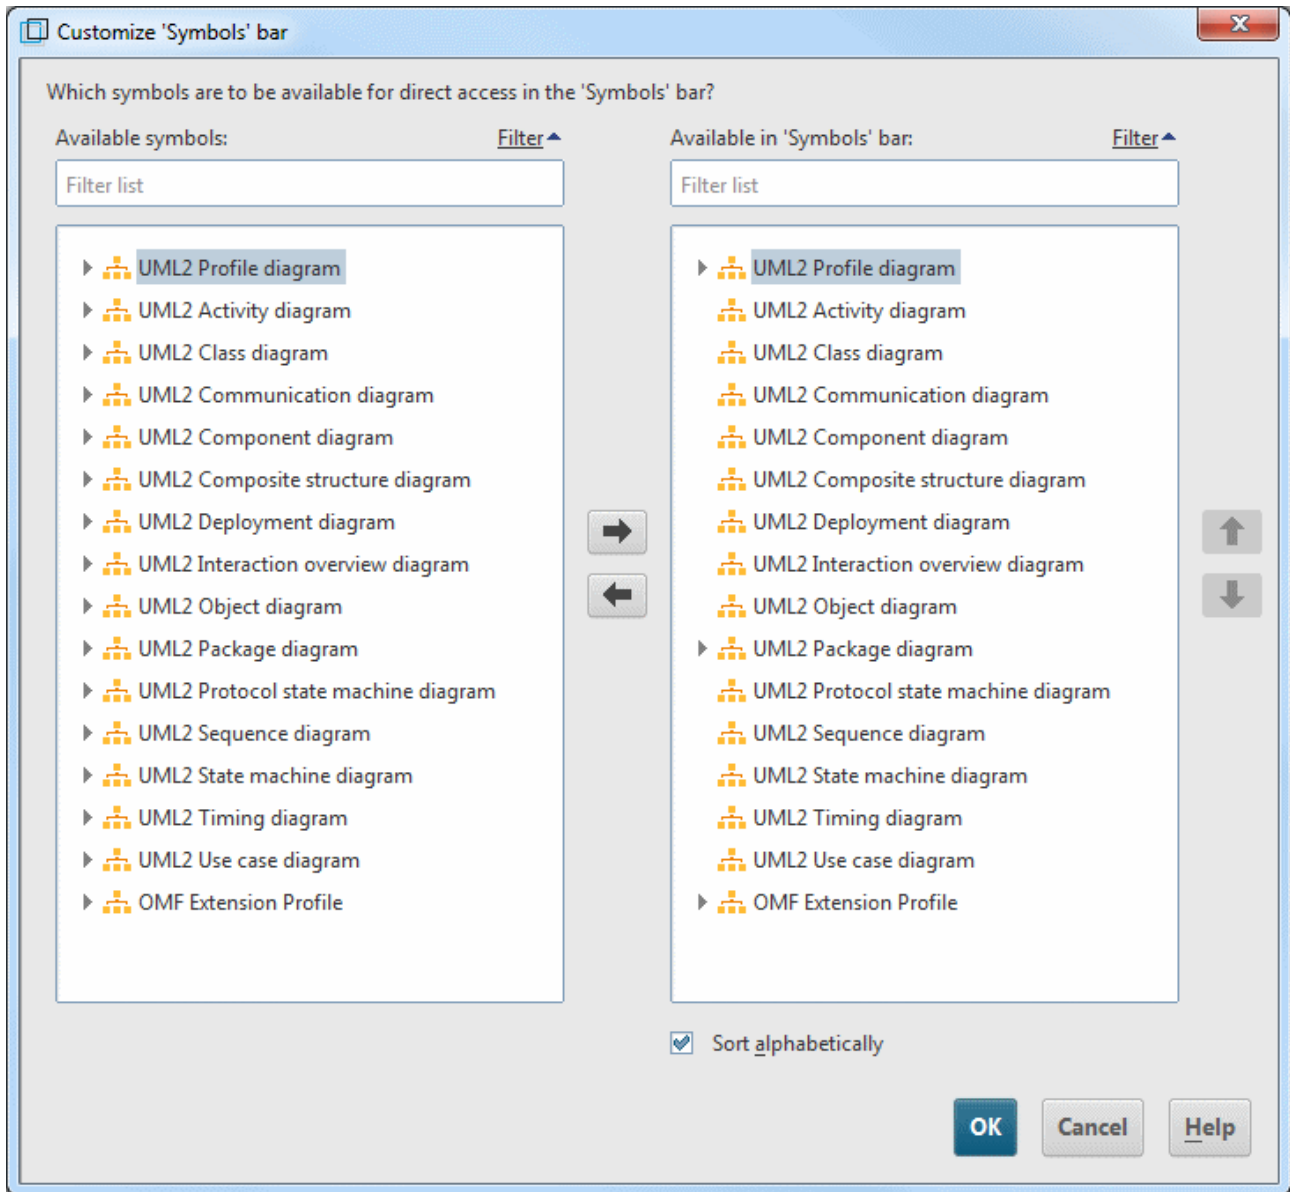 Customize 'Symbols' bar
Which symbols are to be available for direct access in the 'Symbols' bar?
Available symbols:
Filter
Filter list
UML2 Profile diagram
UML2 Activity diagram
UML2 Class diagram
UML2 Communication diagram
UML2 Component diagram
UML2 Composite structure diagram
UML2 Deployment diagram
UML2 Interaction overview diagram
UML2 Object diagram
UML2 Package diagram
UML2 Protocol state machine diagram
UML2 Sequence diagram
UML2 State machine diagram
UML2 Timing diagram
UML2 Use case diagram
OMF Extension Profile
Available in 'Symbols' bar:
Filter
Filter list
UML2 Profile diagram
UML2 Activity diagram
UML2 Class diagram
UML2 Communication diagram
UML2 Component diagram
UML2 Composite structure diagram
UML2 Deployment diagram
UML2 Interaction overview diagram
UML2 Object diagram
UML2 Package diagram
UML2 Protocol state machine diagram
UML2 Sequence diagram
UML2 State machine diagram
UML2 Timing diagram
UML2 Use case diagram
OMF Extension Profile
Sort alphabetically
OK
Cancel
Help